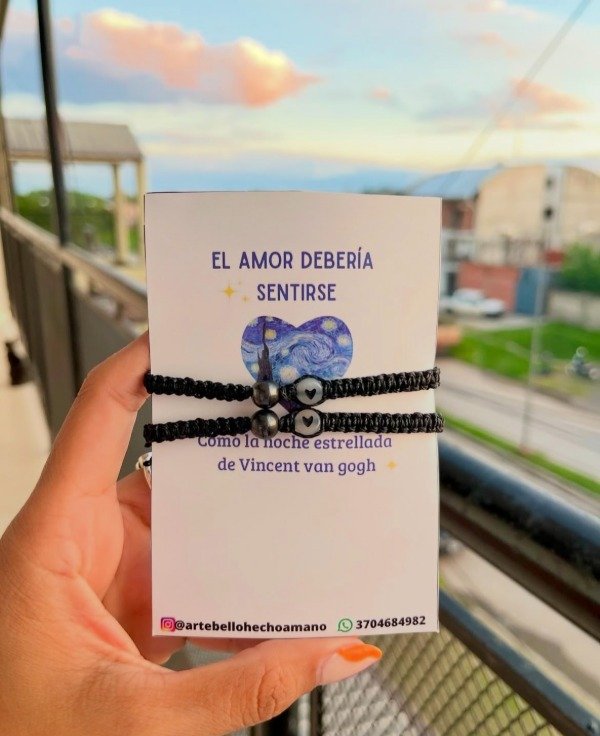 EL AMOR DEBERÍA
SENTIRSE
Como la noche estrellada
de Vincent van gogh
@artebellohechoamano 3704684982